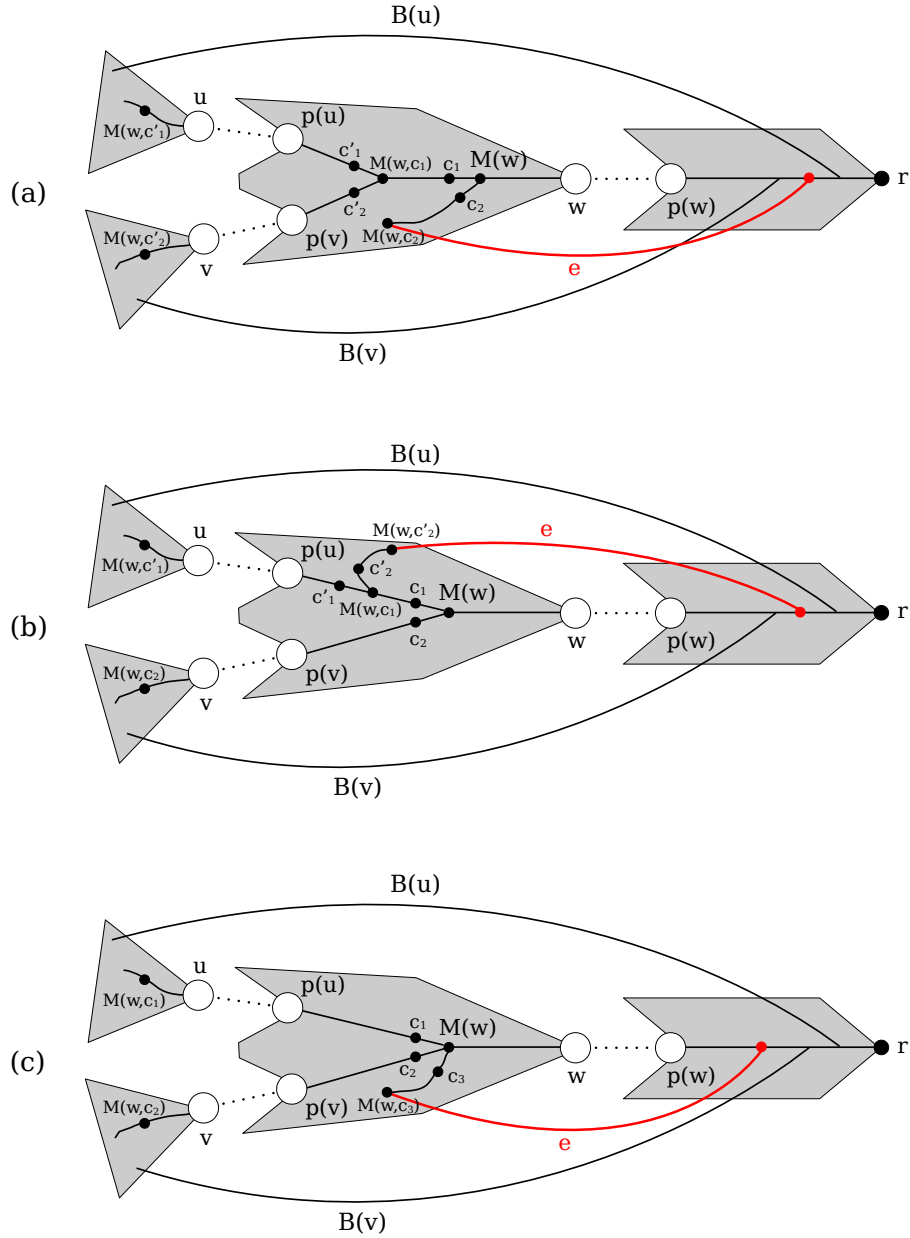 B(u)
u
p(u)
M(w,c'₁)
c'₁
M(w,c₁)
c₁
M(w)
(a)
r
c'₂
c₂
w
p(w)
M(w,c'₂)
v
p(v)
M(w,c₂)
e
B(v)
B(u)
M(w,c'₂)
e
u
p(u)
M(w,c'₁)
c'₂
c'₁
M(w,c₁)
c₁
M(w)
(b)
r
c₂
w
p(w)
M(w,c₂)
v
p(v)
B(v)
B(u)
u
p(u)
M(w,c₁)
c₁
M(w)
(c)
r
c₂
c₃
w
p(w)
M(w,c₂)
v
p(v)
M(w,c₃)
e
B(v)